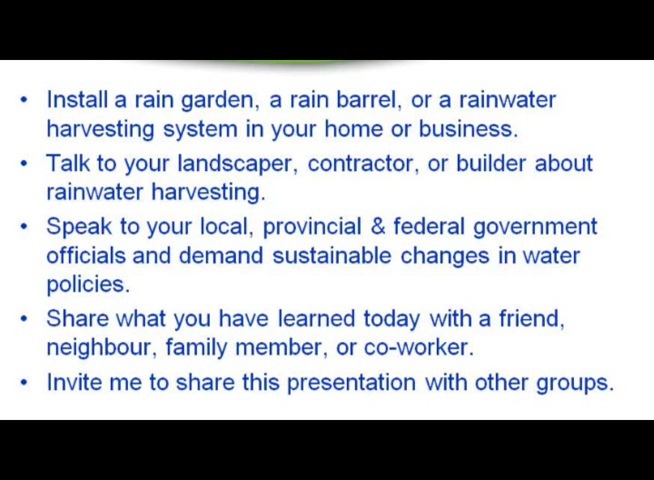 • Install a rain garden, a rain barrel, or a rainwater
harvesting system in your home or business.
• Talk to your landscaper, contractor, or builder about
rainwater harvesting.
• Speak to your local, provincial & federal government
officials and demand sustainable changes in water
policies.
• Share what you have learned today with a friend,
neighbour, family member, or co-worker.
• Invite me to share this presentation with other groups.